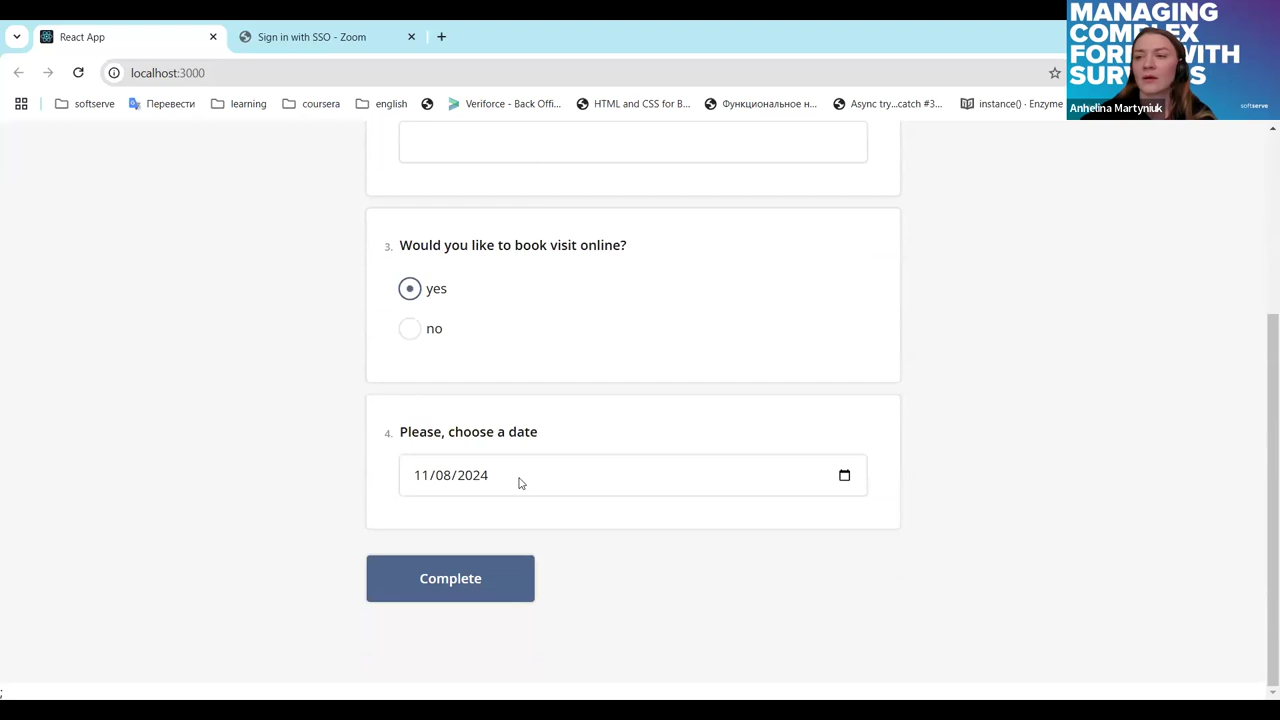 React App
Sign in with SSO - Zoom
localhost:3000
softserve
Перевести
learning
coursera
english
Veriforce - Back Offi...
HTML and CSS for B...
Функциональное н...
Async try...catch #3...
instance() · Enzyme
MANAGING
COMPLEX
WITH
Anhelina Martyniuk
softserve
3. Would you like to book visit online?
yes
no
4. Please, choose a date
11/08/2024
Complete
;